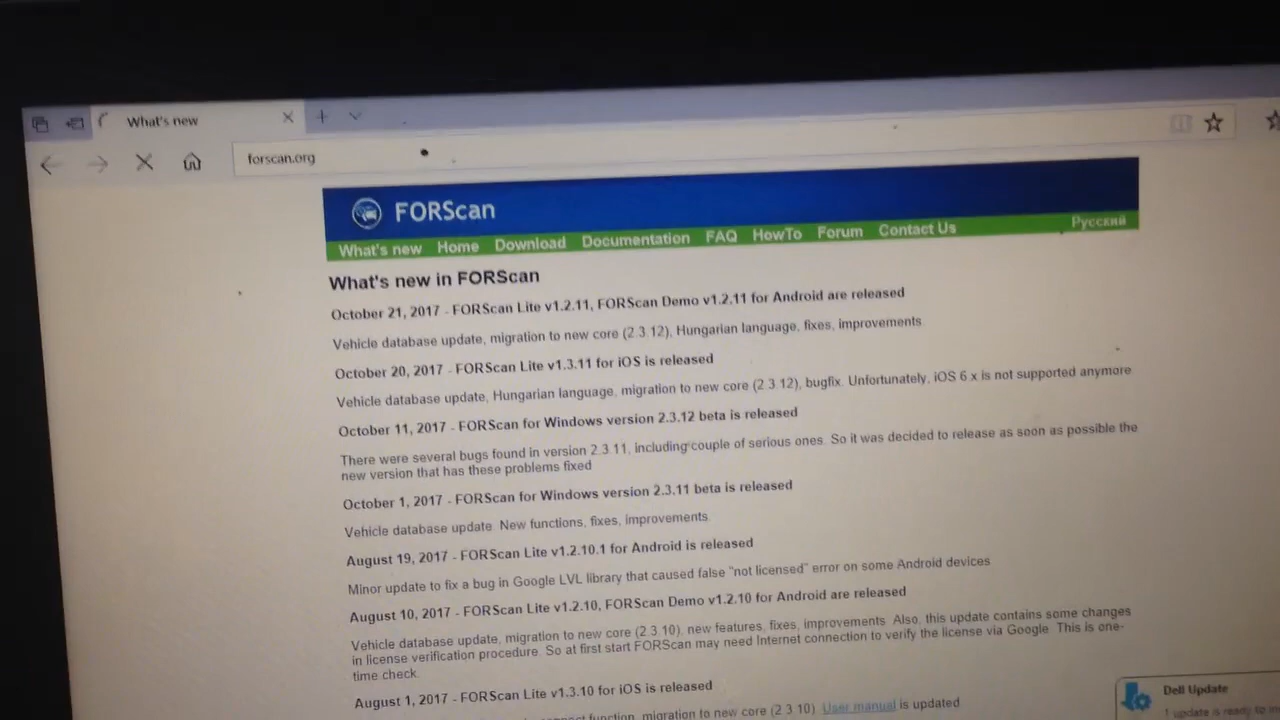 What's new
forscan.org
FORScan
What's new Home Download Documentation FAQ HowTo Forum Contact Us Русский
What's new in FORScan
October 21, 2017 - FORScan Lite v1.2.11, FORScan Demo v1.2.11 for Android are released
Vehicle database update, migration to new core (2.3.12), Hungarian language, fixes, improvements.
October 20, 2017 - FORScan Lite v1.3.11 for iOS is released
Vehicle database update, Hungarian language, migration to new core (2.3.12), bugfix. Unfortunately, iOS 6.x is not supported anymore
October 11, 2017 - FORScan for Windows version 2.3.12 beta is released
There were several bugs found in version 2.3.11, including couple of serious ones. So it was decided to release as soon as possible the
new version that has these problems fixed
October 1, 2017 - FORScan for Windows version 2.3.11 beta is released
Vehicle database update. New functions, fixes, improvements.
August 19, 2017 - FORScan Lite v1.2.10.1 for Android is released
Minor update to fix a bug in Google LVL library that caused false "not licensed" error on some Android devices
August 10, 2017 - FORScan Lite v1.2.10, FORScan Demo v1.2.10 for Android are released
Vehicle database update, migration to new core (2.3.10), new features, fixes, improvements. Also, this update contains some changes
in license verification procedure. So at first start FORScan may need Internet connection to verify the license via Google. This is one-
time check.
August 1, 2017 - FORScan Lite v1.3.10 for iOS is released
function, migration to new core (2.3.10). User manual is updated
Dell Update
1 update is ready to